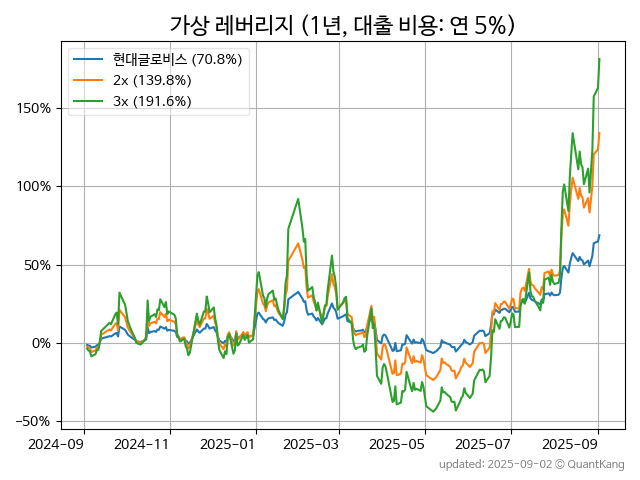 가상 레버리지 (1년, 대출 비용: 연 5%)
현대글로비스 (70.8%)
2x (139.8%)
3x (191.6%)
150%
100%
50%
0%
−50%
2024-09 2024-11 2025-01 2025-03 2025-05 2025-07 2025-09
updated: 2025-09-02 © QuantKang